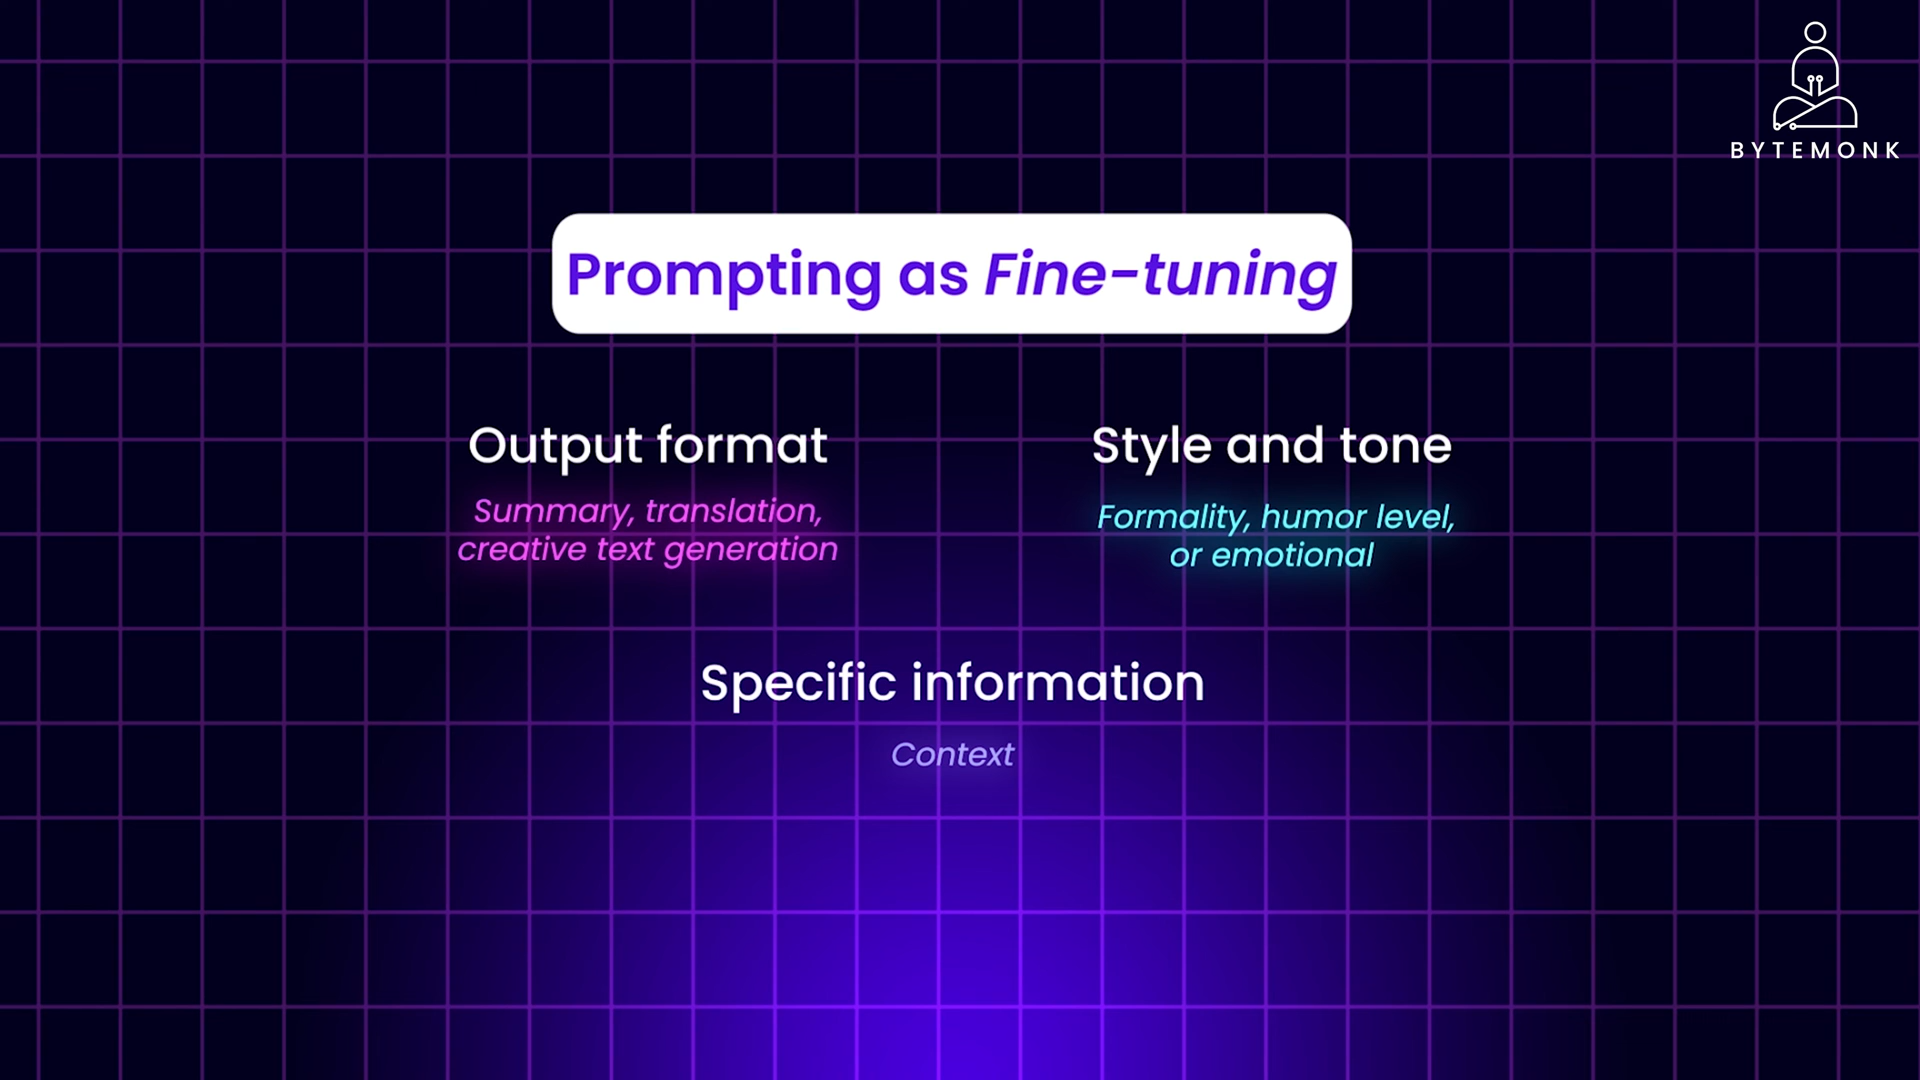 BYTEMONK
Prompting as Fine-tuning
Output format
Summary, translation,
creative text generation
Style and tone
Formality, humor level,
or emotional
Specific information
Context